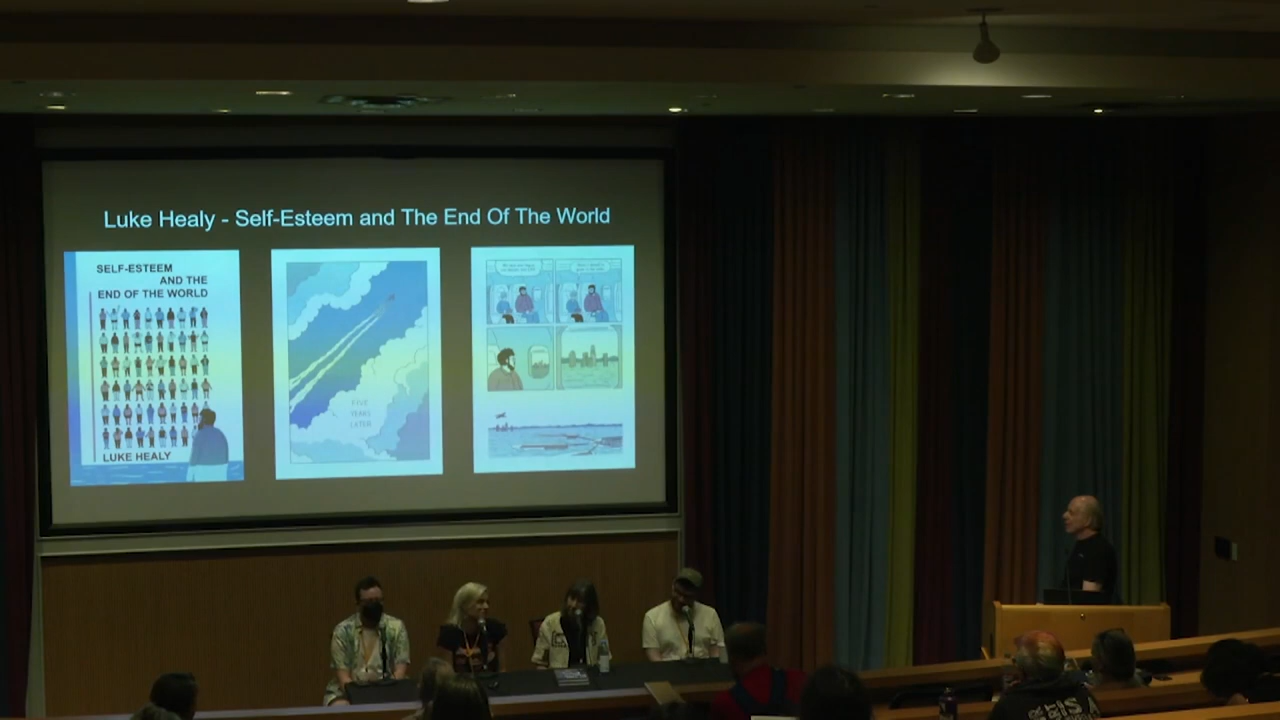 Luke Healy - Self-Esteem and The End Of The World
SELF-ESTEEM
AND THE
END OF THE WORLD
LUKE HEALY
FIVE
YEARS
LATER